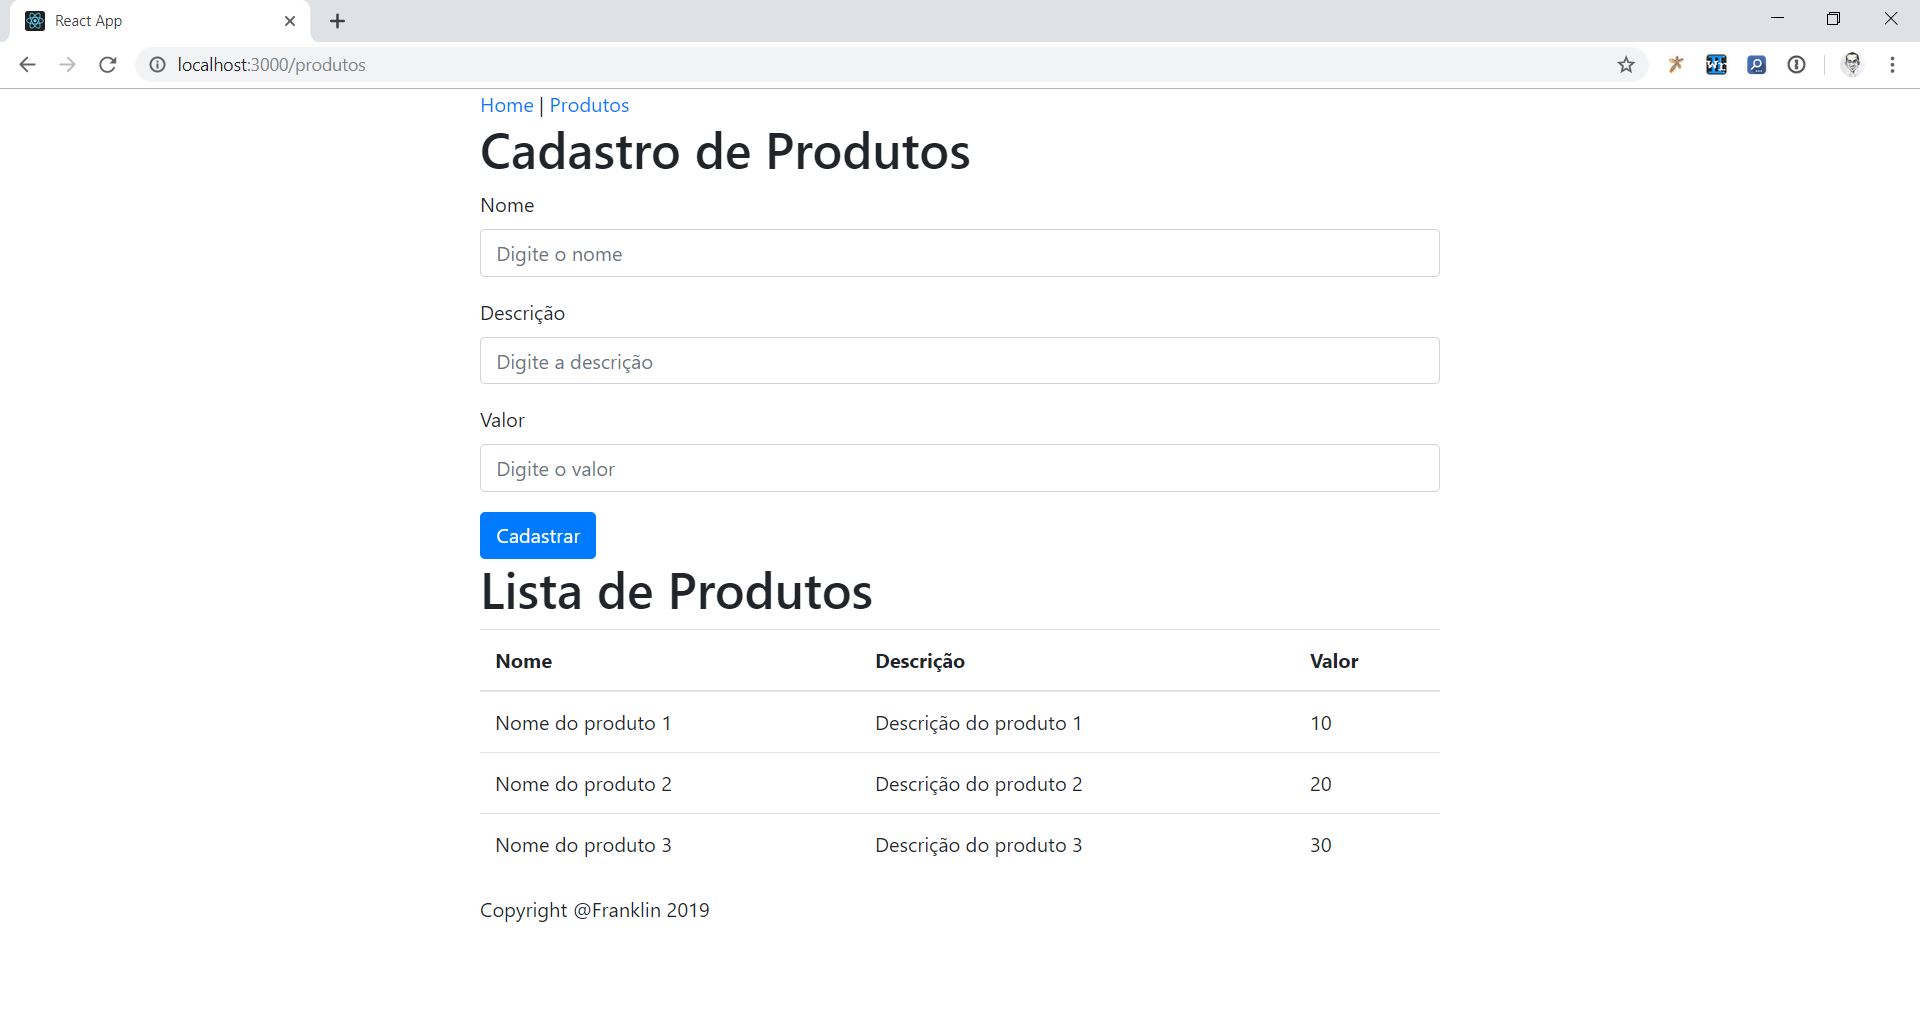 React App
localhost:3000/produtos
Home | Produtos
Cadastro de Produtos
Nome
Digite o nome
Descrição
Digite a descrição
Valor
Digite o valor
Cadastrar
Lista de Produtos
Nome Descrição Valor
Nome do produto 1 Descrição do produto 1 10
Nome do produto 2 Descrição do produto 2 20
Nome do produto 3 Descrição do produto 3 30
Copyright @Franklin 2019